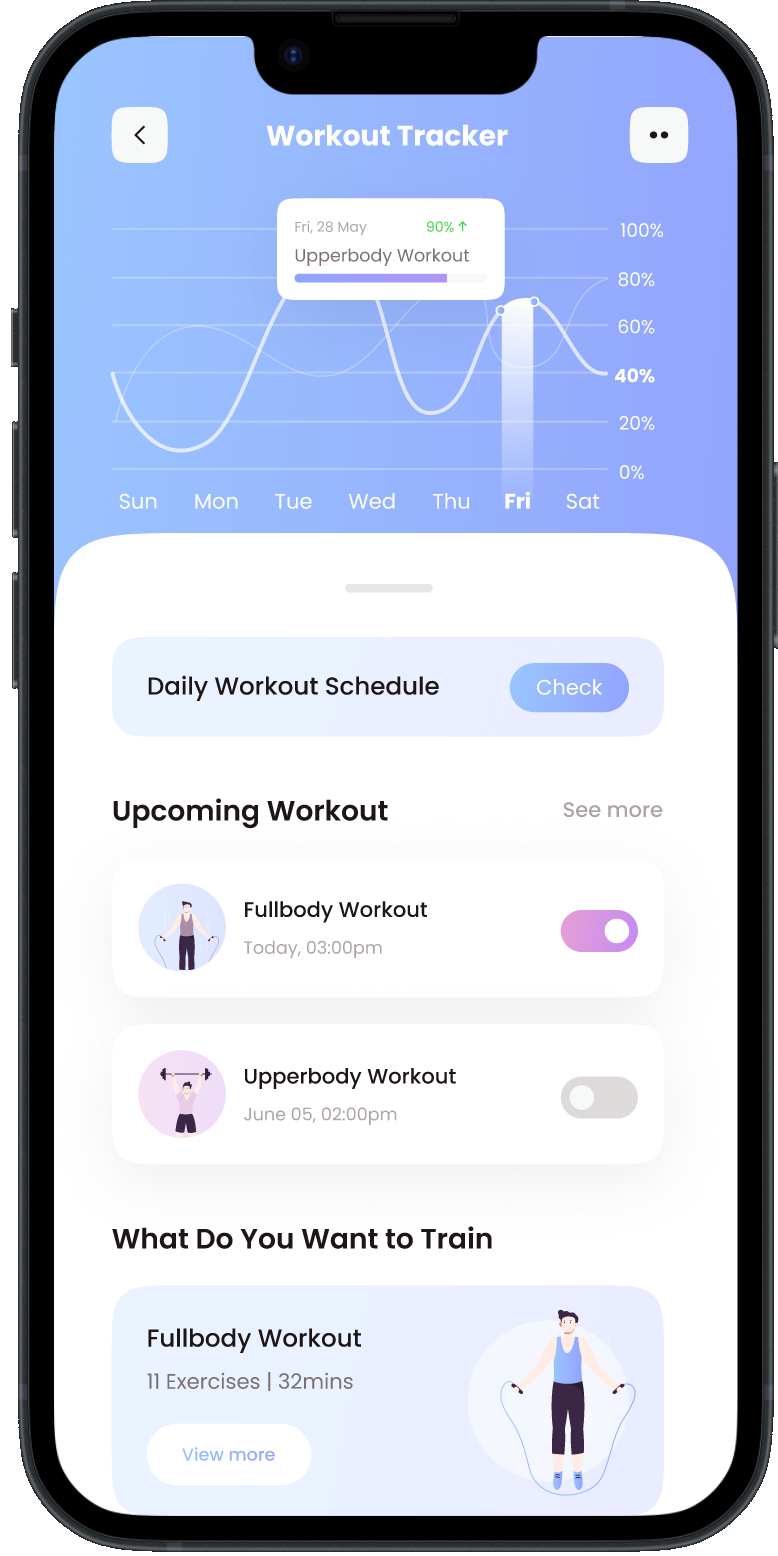 Workout Tracker
Fri, 28 May 90% ↑
Upperbody Workout
100%
80%
60%
40%
20%
0%
Sun Mon Tue Wed Thu Fri Sat
Daily Workout Schedule Check
Upcoming Workout See more
Fullbody Workout
Today, 03:00pm
Upperbody Workout
June 05, 02:00pm
What Do You Want to Train
Fullbody Workout
11 Exercises | 32mins
View more